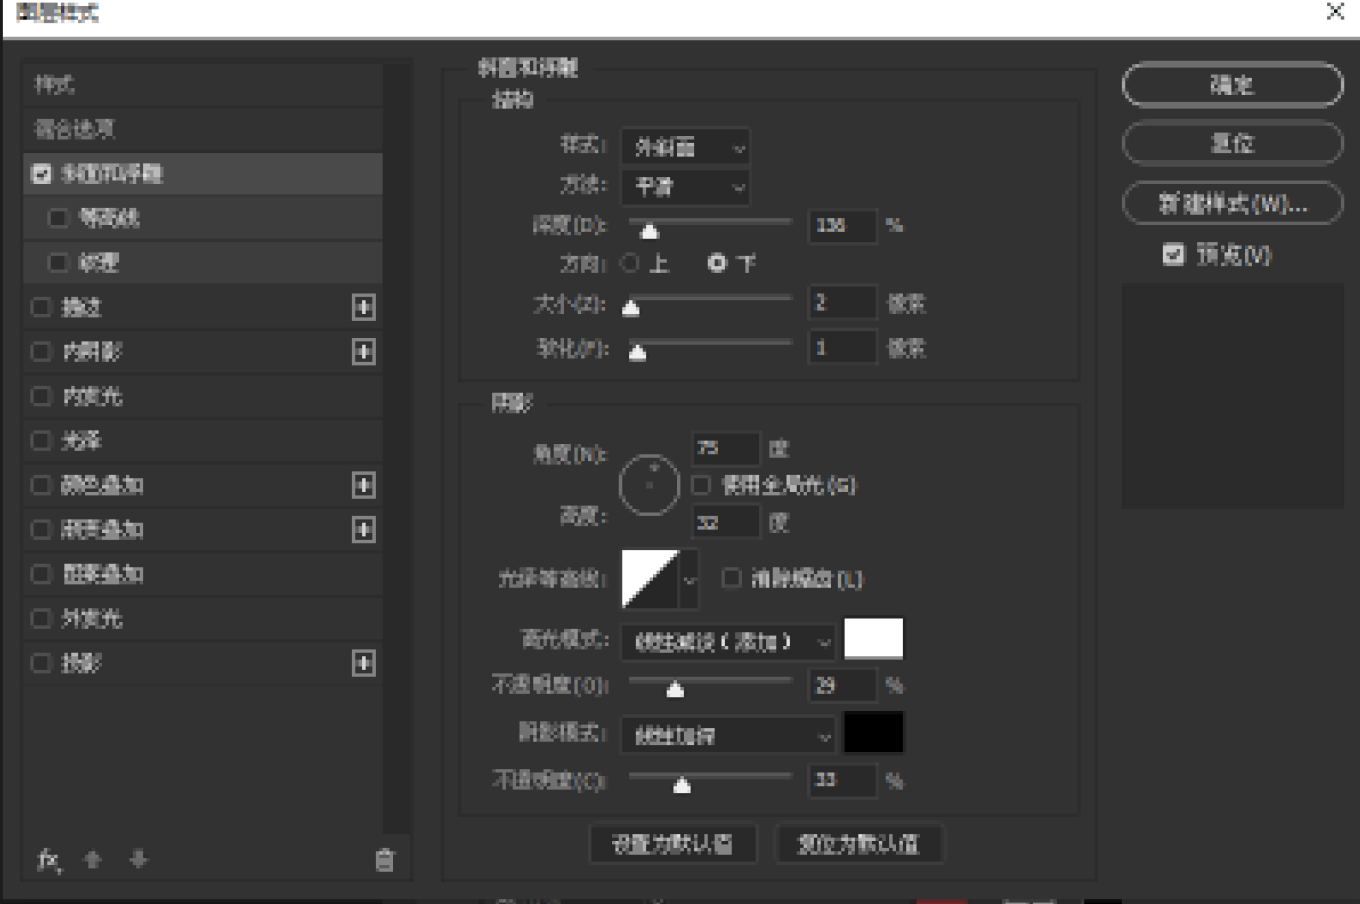 图层样式
样式
混合选项
斜面和浮雕
等高线
纹理
描边
内阴影
内发光
光泽
颜色叠加
渐变叠加
图案叠加
外发光
投影
fx
斜面和浮雕
结构
样式: 外斜面
方法: 平滑
深度(D): 136 %
方向: 上 下
大小(Z): 2 像素
软化(F): 1 像素
阴影
角度(N): 75 度
使用全局光(G)
高度: 32 度
光泽等高线: 消除锯齿(L)
高光模式: 线性减淡(添加)
不透明度(O): 29 %
阴影模式: 线性加深
不透明度(C): 33 %
设置为默认值 复位为默认值
确定
复位
新建样式(W)...
预览(V)